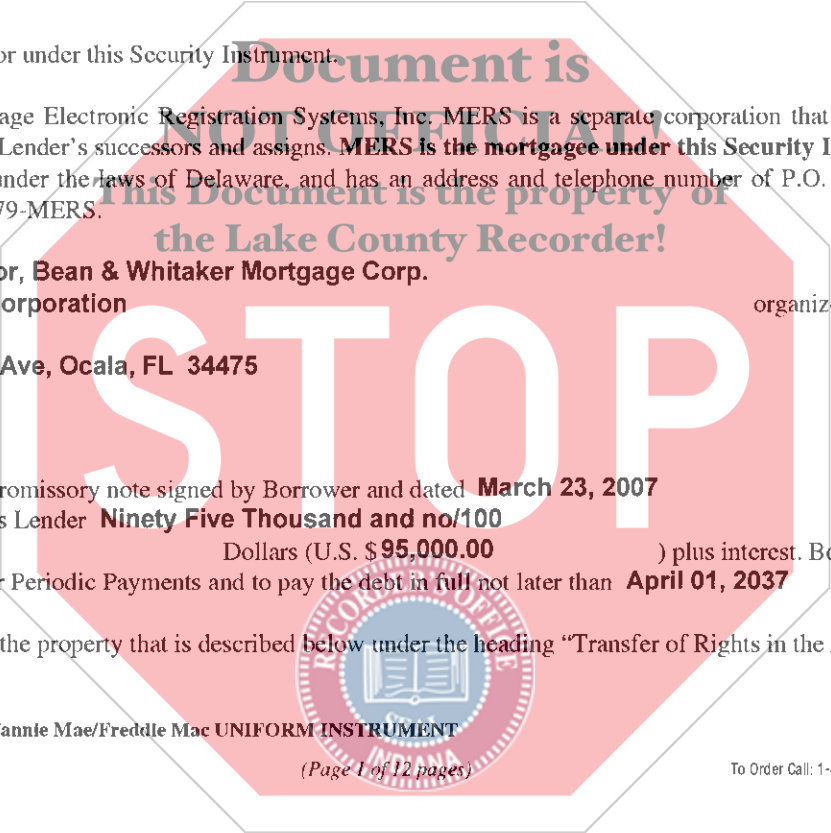 or under this Security Instrument.
Document is
age Electronic Registration Systems, Inc. MERS is a separate corporation that
NOT OFFICIAL!
Lender's successors and assigns. MERS is the mortgagee under this Security I
under the laws of Delaware, and has an address and telephone number of P.O.
This Document is the property of
79-MERS.
the Lake County Recorder!
or, Bean & Whitaker Mortgage Corp.
orporation organiz
STOP
Ave, Ocala, FL 34475
romissory note signed by Borrower and dated March 23, 2007
s Lender Ninety Five Thousand and no/100
Dollars (U.S. $ 95,000.00 ) plus interest. Bo
r Periodic Payments and to pay the debt in full not later than April 01, 2037
RECORDER'S OFFICE
the property that is described below under the heading “Transfer of Rights in the
SEAL
annie Mae/Freddie Mac UNIFORM INSTRUMENT
INDIANA
(Page 1 of 12 pages) To Order Call: 1-